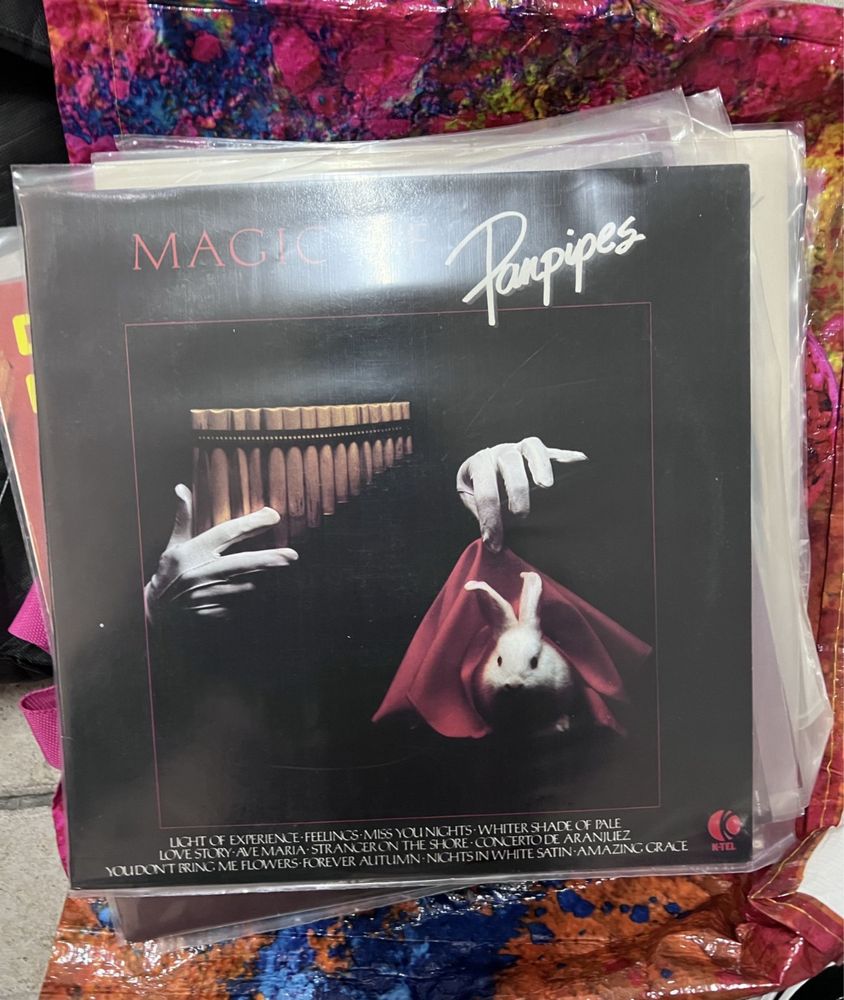 MAGIC OF Panpipes
LIGHT OF EXPERIENCE · FEELINGS · MISS YOU NIGHTS · WHITER SHADE OF PALE
LOVE STORY · AVE MARIA · STRANGER ON THE SHORE · CONCERTO DE ARANJUEZ
YOU DON'T BRING ME FLOWERS · FOREVER AUTUMN · NIGHTS IN WHITE SATIN · AMAZING GRACE
K-TEL